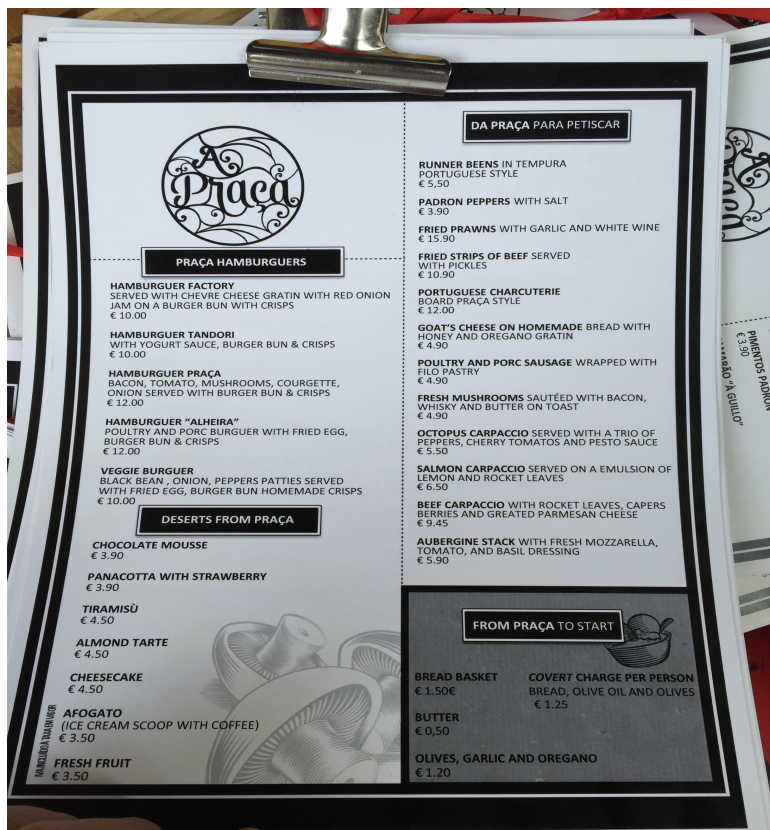 A
Praça
PRAÇA HAMBURGUERS
HAMBURGUER FACTORY
SERVED WITH CHEVRE CHEESE GRATIN WITH RED ONION
JAM ON A BURGER BUN WITH CRISPS
€ 10.00
HAMBURGUER TANDORI
WITH YOGURT SAUCE, BURGER BUN & CRISPS
€ 10.00
HAMBURGUER PRAÇA
BACON, TOMATO, MUSHROOMS, COURGETTE,
ONION SERVED WITH BURGER BUN & CRISPS
€ 12.00
HAMBURGUER “ALHEIRA”
POULTRY AND PORC BURGUER WITH FRIED EGG,
BURGER BUN & CRISPS
€ 12.00
VEGGIE BURGUER
BLACK BEAN , ONION, PEPPERS PATTIES SERVED
WITH FRIED EGG, BURGER BUN HOMEMADE CRISPS
€ 10.00
DESERTS FROM PRAÇA
CHOCOLATE MOUSSE
€ 3.90
PANACOTTA WITH STRAWBERRY
€ 3.90
TIRAMISÙ
€ 4.50
ALMOND TARTE
€ 4.50
CHEESECAKE
€ 4.50
AFOGATO
(ICE CREAM SCOOP WITH COFFEE)
€ 3.50
FRESH FRUIT
€ 3.50
IVA INCLUÍDO À TAXA EM VIGOR
DA PRAÇA PARA PETISCAR
RUNNER BEENS IN TEMPURA
PORTUGUESE STYLE
€ 5,50
PADRON PEPPERS WITH SALT
€ 3.90
FRIED PRAWNS WITH GARLIC AND WHITE WINE
€ 15.90
FRIED STRIPS OF BEEF SERVED
WITH PICKLES
€ 10.90
PORTUGUESE CHARCUTERIE
BOARD PRAÇA STYLE
€ 12.00
GOAT’S CHEESE ON HOMEMADE BREAD WITH
HONEY AND OREGANO GRATIN
€ 4.90
POULTRY AND PORC SAUSAGE WRAPPED WITH
FILO PASTRY
€ 4.90
FRESH MUSHROOMS SAUTÉED WITH BACON,
WHISKY AND BUTTER ON TOAST
€ 4.90
OCTOPUS CARPACCIO SERVED WITH A TRIO OF
PEPPERS, CHERRY TOMATOS AND PESTO SAUCE
€ 5.50
SALMON CARPACCIO SERVED ON A EMULSION OF
LEMON AND ROCKET LEAVES
€ 6.50
BEEF CARPACCIO WITH ROCKET LEAVES, CAPERS
BERRIES AND GREATED PARMESAN CHEESE
€ 9.45
AUBERGINE STACK WITH FRESH MOZZARELLA,
TOMATO, AND BASIL DRESSING
€ 5.90
FROM PRAÇA TO START
BREAD BASKET
€ 1.50€
BUTTER
€ 0,50
OLIVES, GARLIC AND OREGANO
€ 1.20
COVERT CHARGE PER PERSON
BREAD, OLIVE OIL AND OLIVES
€ 1.25
PIMENTOS PADRON
€ 3.90
"À GUILLO”